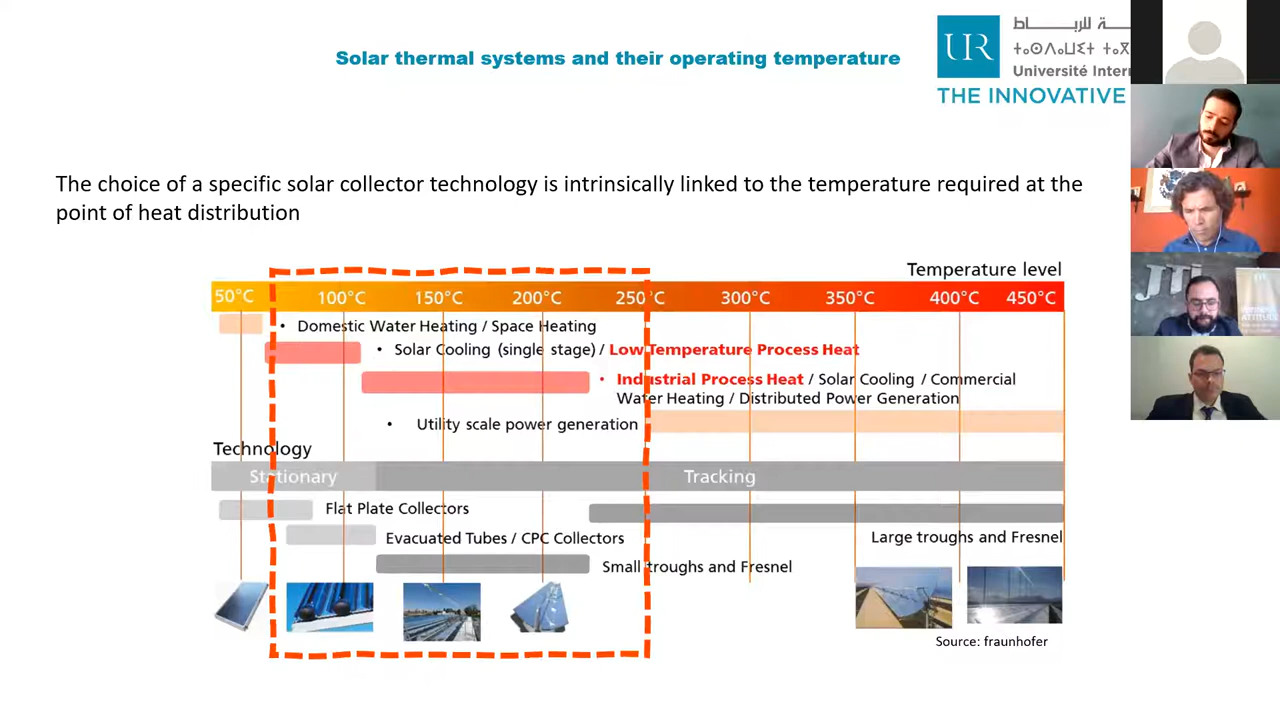 Solar thermal systems and their operating temperature
UR
ـة للربــــــاط
ⵜⴰⵙⴷⴰⵡⵉⵜ ⵜⴰⴳ
Université Inter
THE INNOVATIVE
The choice of a specific solar collector technology is intrinsically linked to the temperature required at the
point of heat distribution
Temperature level
50°C 100°C 150°C 200°C 250°C 300°C 350°C 400°C 450°C
• Domestic Water Heating / Space Heating
• Solar Cooling (single stage) / Low Temperature Process Heat
• Industrial Process Heat / Solar Cooling / Commercial
Water Heating / Distributed Power Generation
• Utility scale power generation
Technology
Stationary Tracking
Flat Plate Collectors
Evacuated Tubes / CPC Collectors
Large troughs and Fresnel
Small troughs and Fresnel
Source: fraunhofer